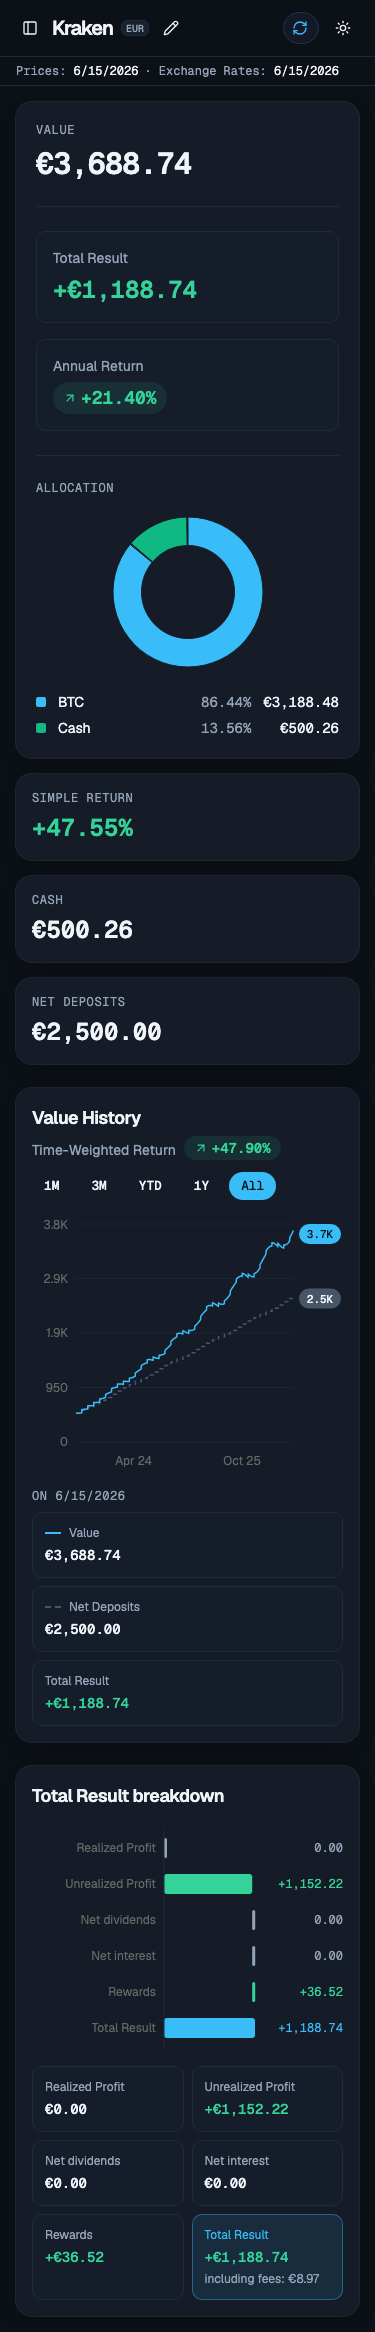 Kraken EUR
Prices: 6/15/2026 · Exchange Rates: 6/15/2026
VALUE
€3,688.74
Total Result
+€1,188.74
Annual Return
+21.40%
ALLOCATION
BTC 86.44% €3,188.48
Cash 13.56% €500.26
SIMPLE RETURN
+47.55%
CASH
€500.26
NET DEPOSITS
€2,500.00
Value History
Time-Weighted Return +47.90%
1M 3M YTD 1Y All
3.8K
3.7K
2.9K
2.5K
1.9K
950
0
Apr 24 Oct 25
ON 6/15/2026
Value
€3,688.74
Net Deposits
€2,500.00
Total Result
+€1,188.74
Total Result breakdown
Realized Profit 0.00
Unrealized Profit +1,152.22
Net dividends 0.00
Net interest 0.00
Rewards +36.52
Total Result +1,188.74
Realized Profit
€0.00
Unrealized Profit
+€1,152.22
Net dividends
€0.00
Net interest
€0.00
Rewards
+€36.52
Total Result
+€1,188.74
including fees: €8.97